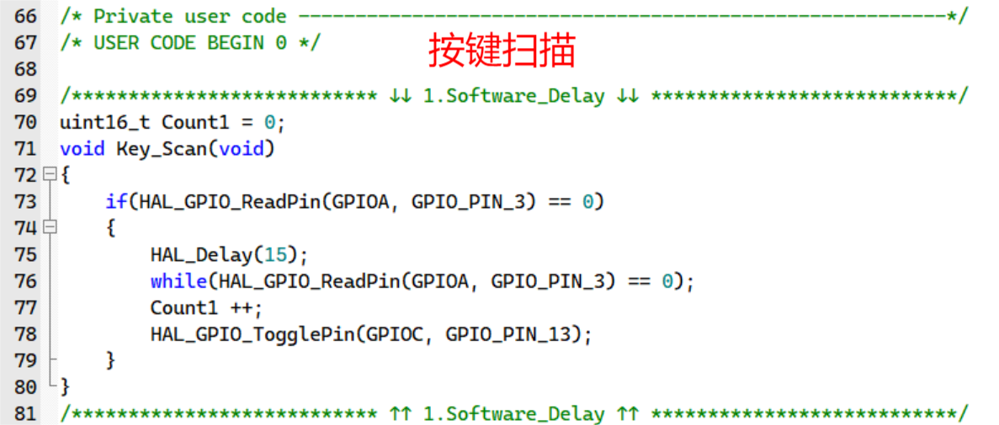 66 /* Private user code ---------------------------------------------------------*/
67 /* USER CODE BEGIN 0 */
按键扫描
68
69 /*************************** ↓↓ 1.Software_Delay ↓↓ ***************************/
70 uint16_t Count1 = 0;
71 void Key_Scan(void)
72 {
73     if(HAL_GPIO_ReadPin(GPIOA, GPIO_PIN_3) == 0)
74     {
75         HAL_Delay(15);
76         while(HAL_GPIO_ReadPin(GPIOA, GPIO_PIN_3) == 0);
77         Count1 ++;
78         HAL_GPIO_TogglePin(GPIOC, GPIO_PIN_13);
79     }
80 }
81 /*************************** ↑↑ 1.Software_Delay ↑↑ ***************************/